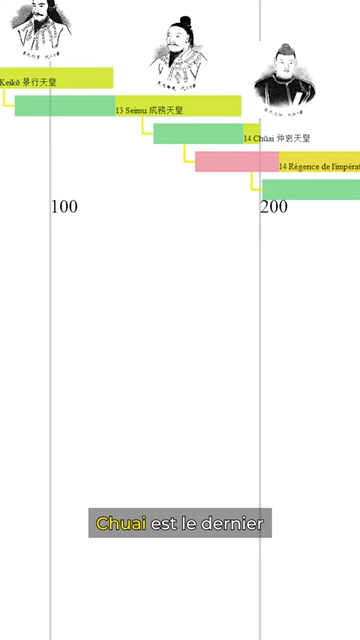 Keikō 景行天皇
13 Seimu 成務天皇
14 Chūai 仲哀天皇
14 Régence de l'impérat
100
200
Chuai est le dernier